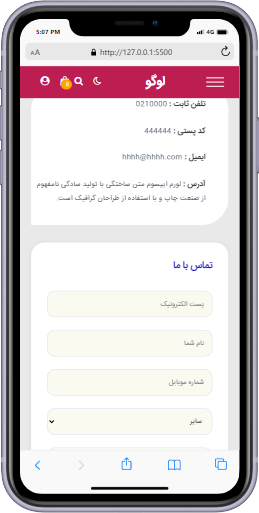 5:07 PM
4G
AA
http://127.0.0.1:5500
لوگو
0
تلفن ثابت : 0210000
کد پستی : 444444
ایمیل : hhhh@hhhh.com
آدرس : لورم ایپسوم متن ساختگی با تولید سادگی نامفهوم
از صنعت چاپ و با استفاده از طراحان گرافیک است
تماس با ما
پست الکترونیک
نام شما
شماره موبایل
سایر